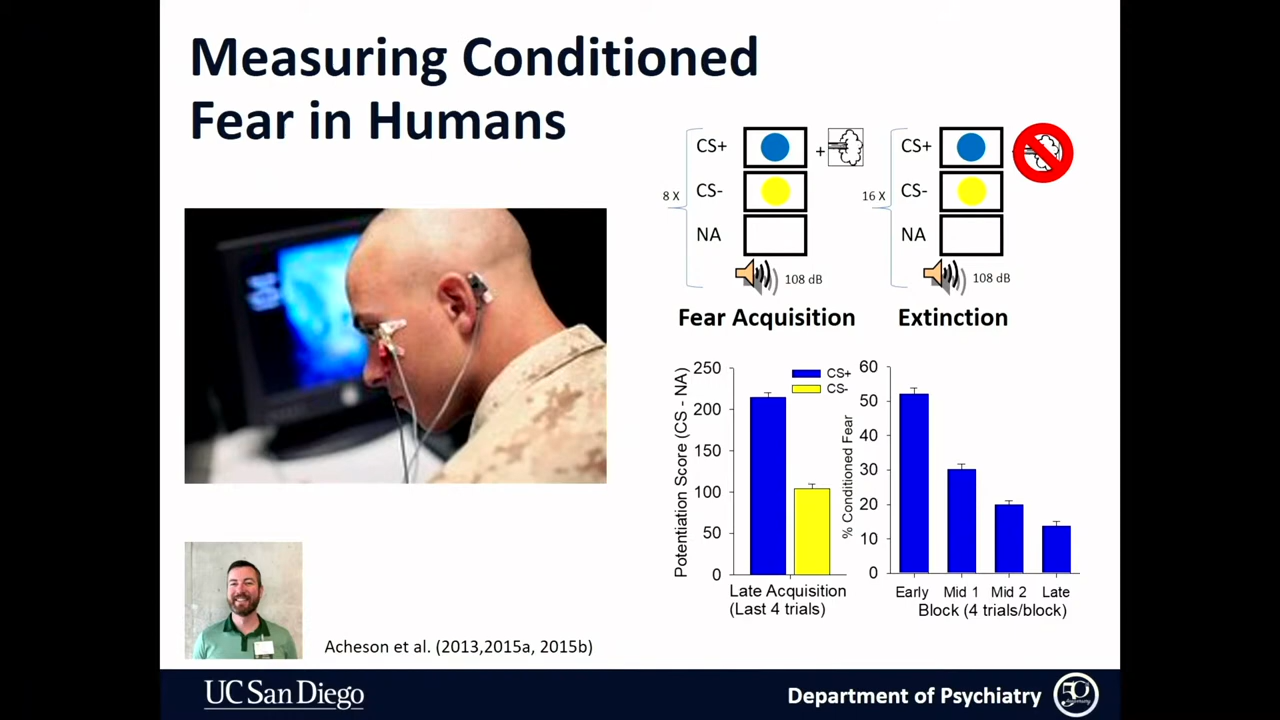 Measuring Conditioned
Fear in Humans
CS+
+
CS-
8 X
NA
108 dB
Fear Acquisition
CS+
CS-
16 X
NA
108 dB
Extinction
Potentiation Score (CS - NA)
250
200
150
100
50
0
CS+
CS-
Late Acquisition
(Last 4 trials)
% Conditioned Fear
60
50
40
30
20
10
0
Early Mid 1 Mid 2 Late
Block (4 trials/block)
Acheson et al. (2013,2015a, 2015b)
UC San Diego
Department of Psychiatry
50
Anniversary